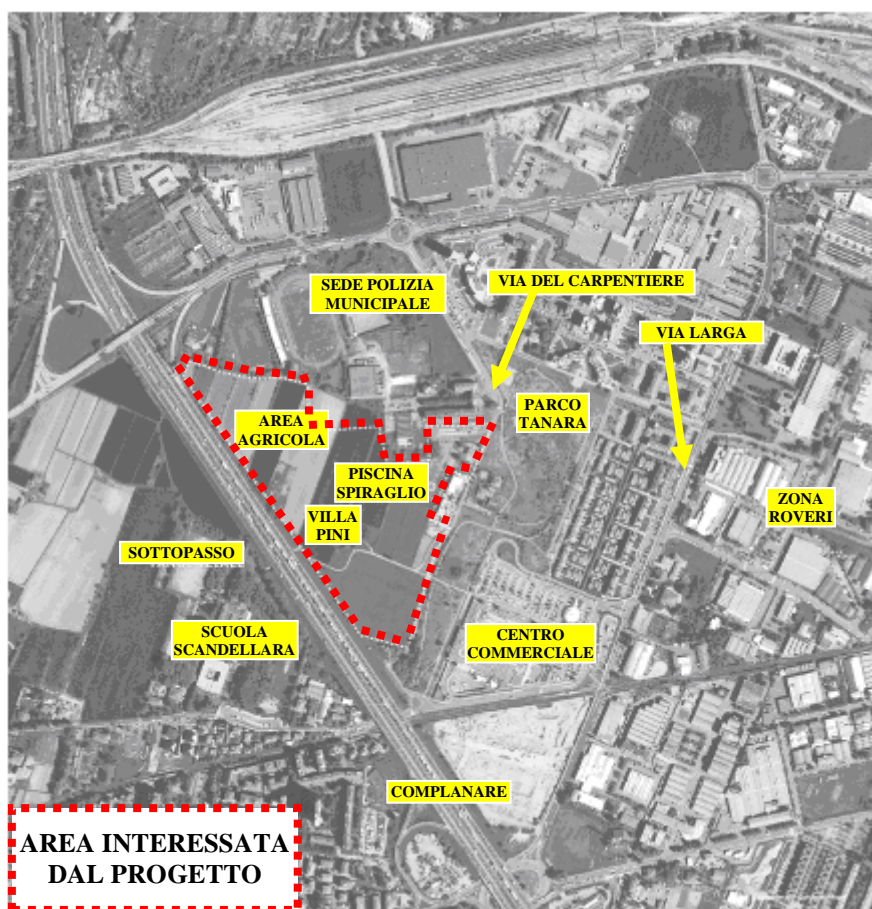 SEDE POLIZIA
MUNICIPALE
VIA DEL CARPENTIERE
VIA LARGA
PARCO
TANARA
AREA
AGRICOLA
PISCINA
SPIRAGLIO
ZONA
ROVERI
VILLA
PINI
SOTTOPASSO
SCUOLA
SCANDELLARA
CENTRO
COMMERCIALE
COMPLANARE
AREA INTERESSATA
DAL PROGETTO